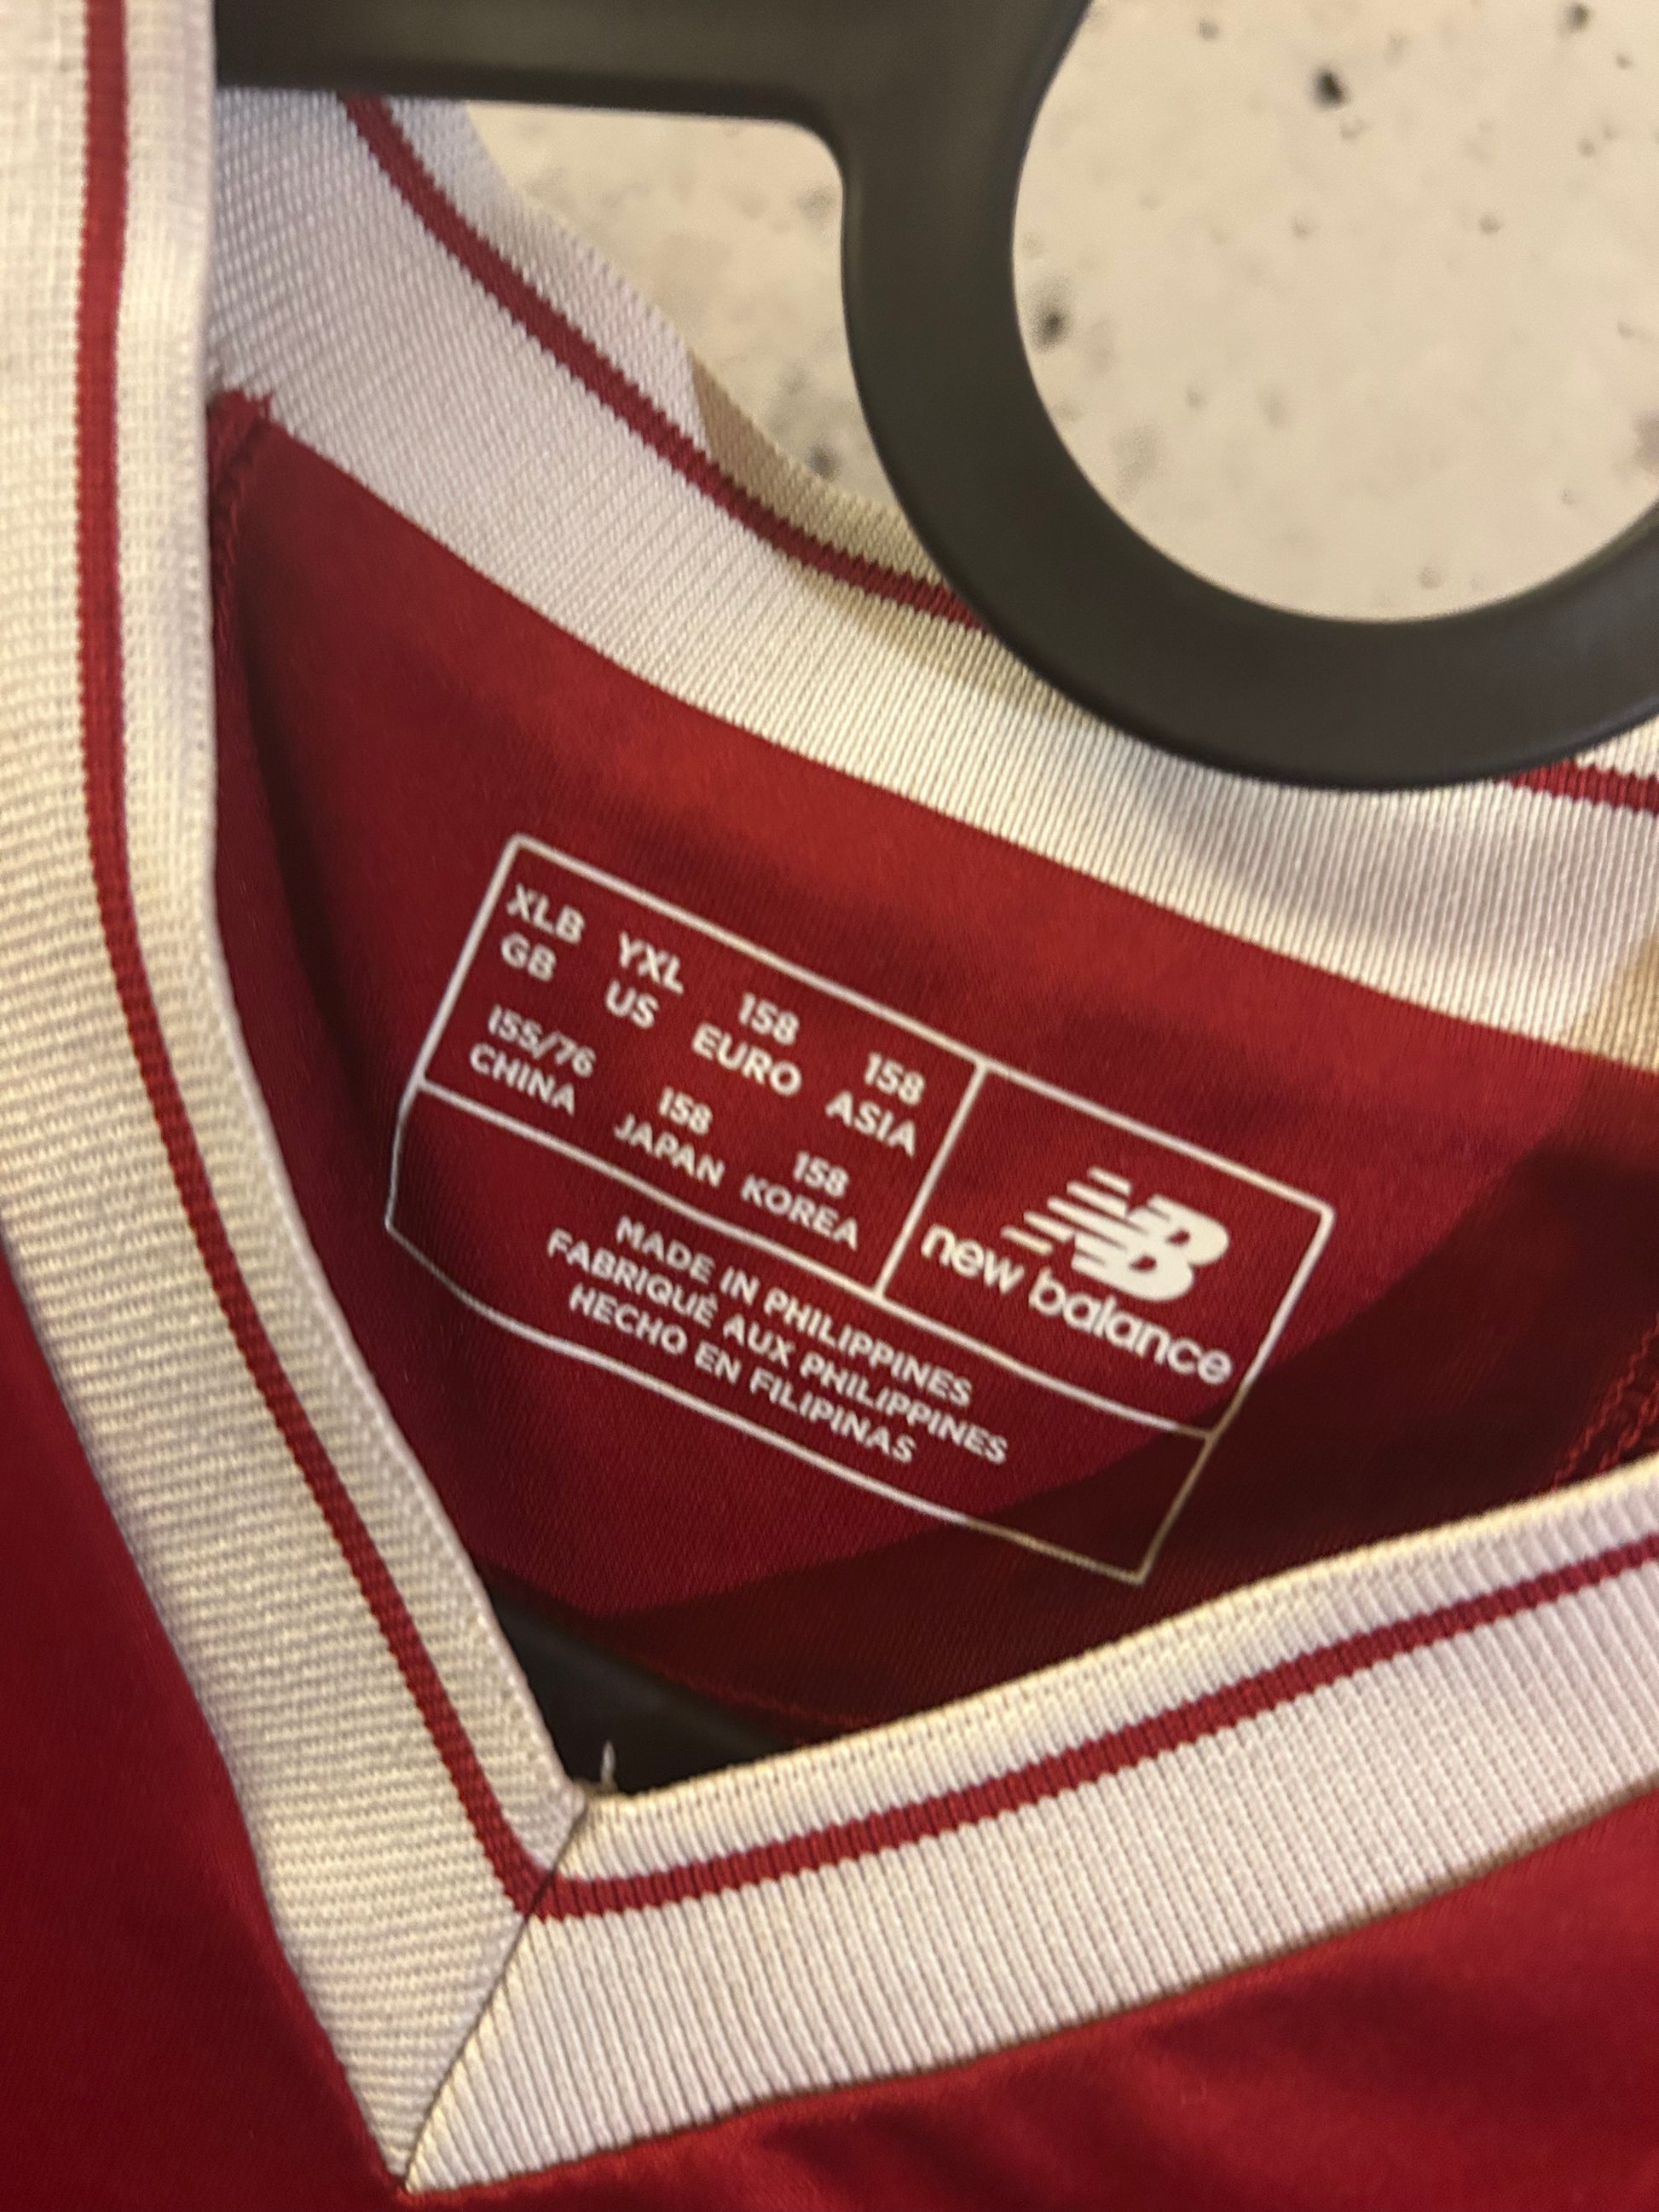 XLB YXL 158 158
GB US EURO ASIA
155/76 158 158
CHINA JAPAN KOREA
NB
new balance
MADE IN PHILIPPINES
FABRIQUÉ AUX PHILIPPINES
HECHO EN FILIPINAS